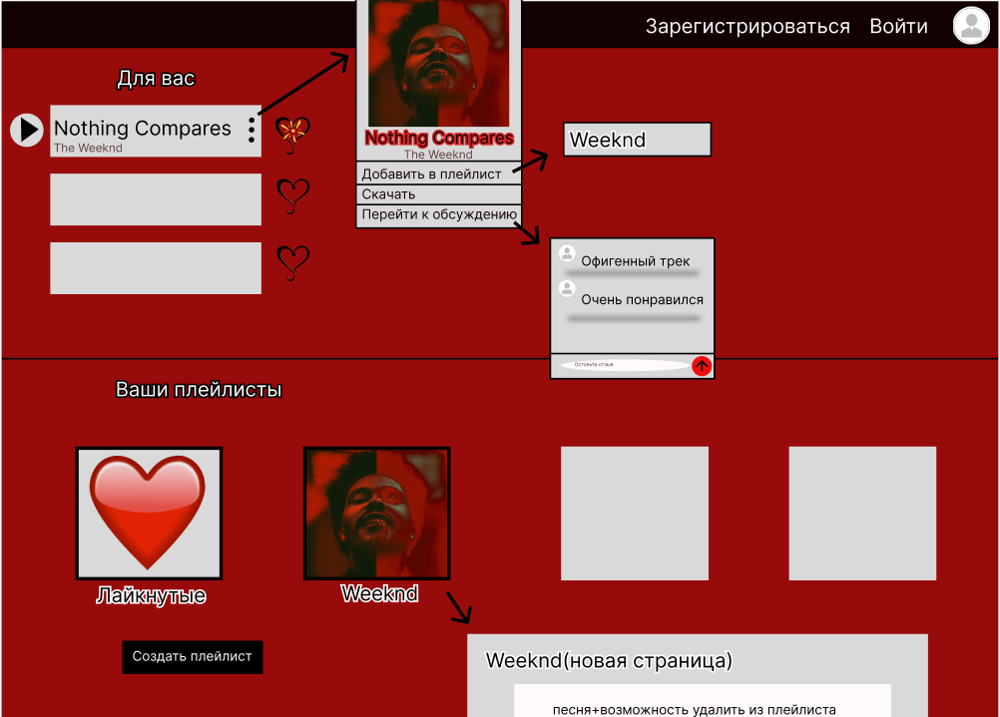 Зарегистрироваться Войти
Для вас
Nothing Compares
The Weeknd
Nothing Compares
The Weeknd
Добавить в плейлист
Скачать
Перейти к обсуждению
Weeknd
Офигенный трек
Очень понравился
Оставьте отзыв
Ваши плейлисты
Лайкнутые
Weeknd
Создать плейлист
Weeknd(новая страница)
песня+возможность удалить из плейлиста